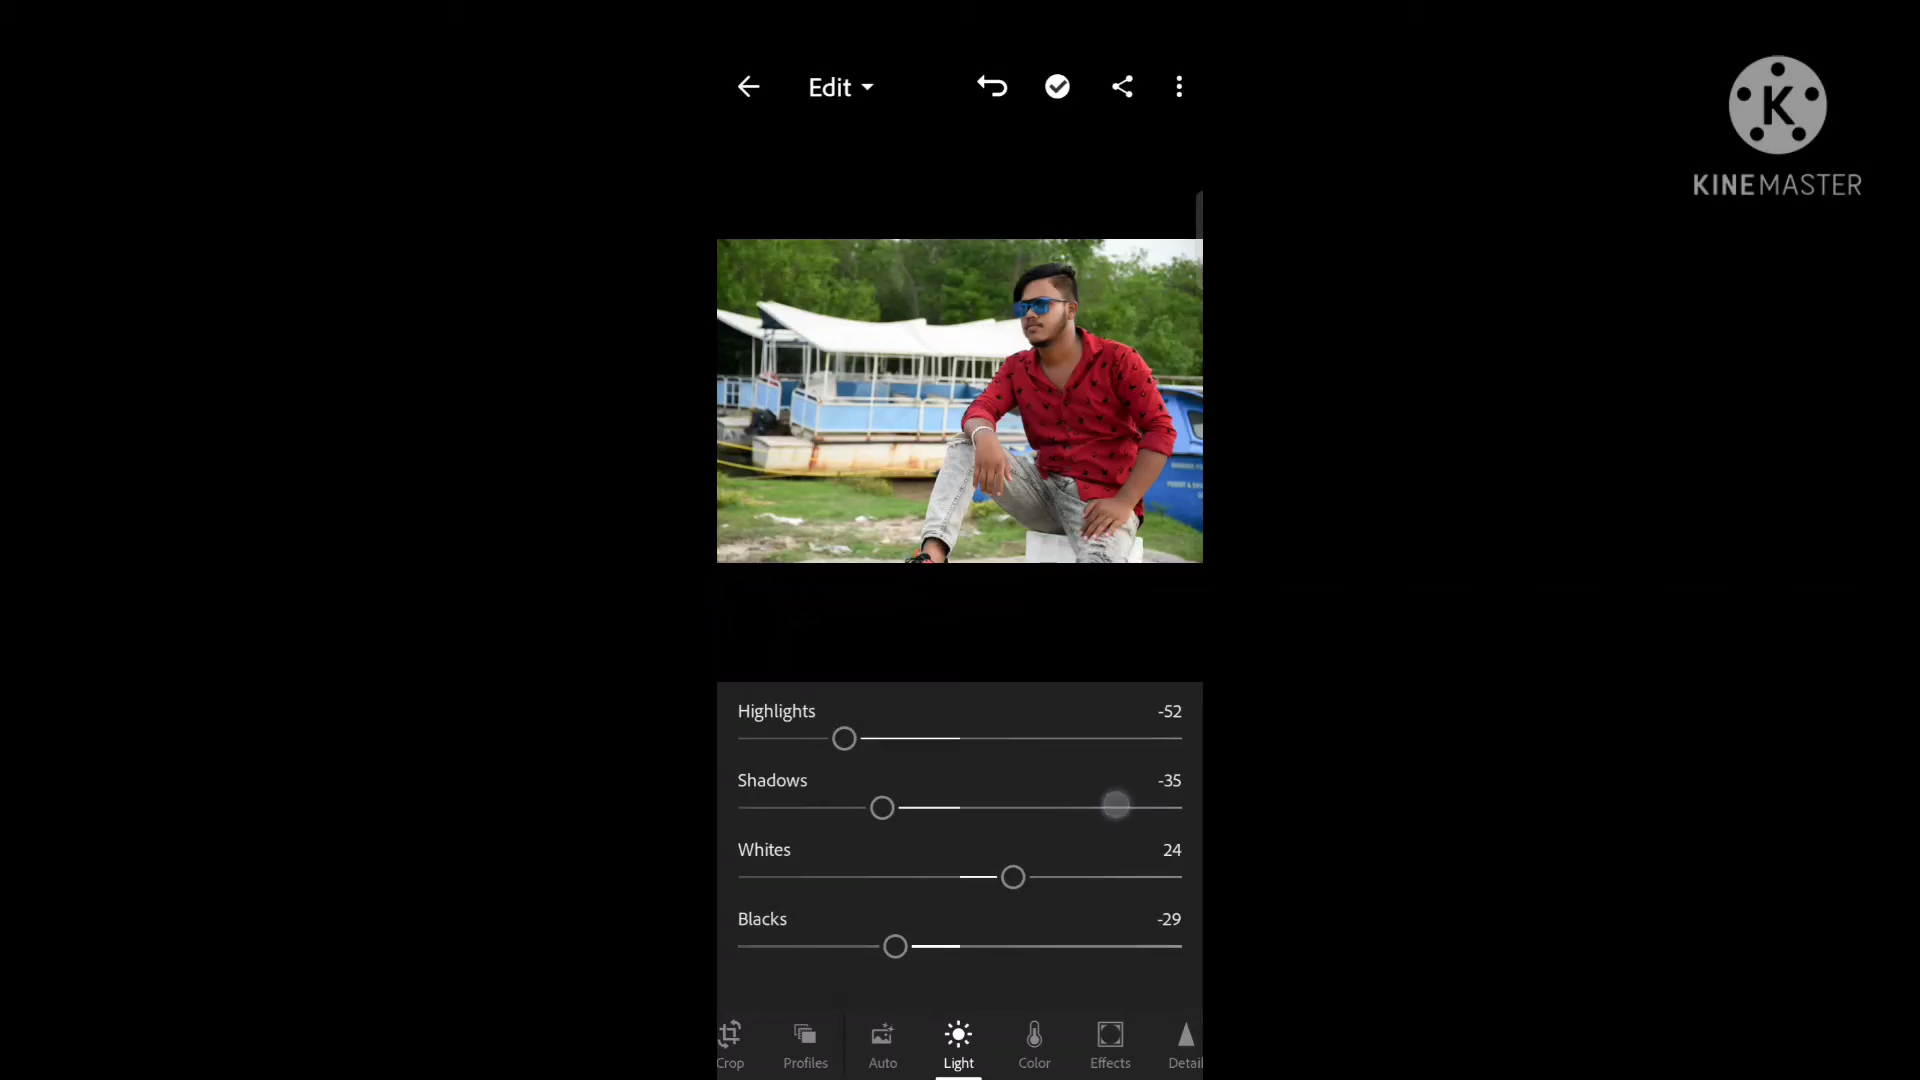 Edit
K
KINEMASTER
Highlights -52
Shadows -35
Whites 24
Blacks -29
Crop Profiles Auto Light Color Effects Detail